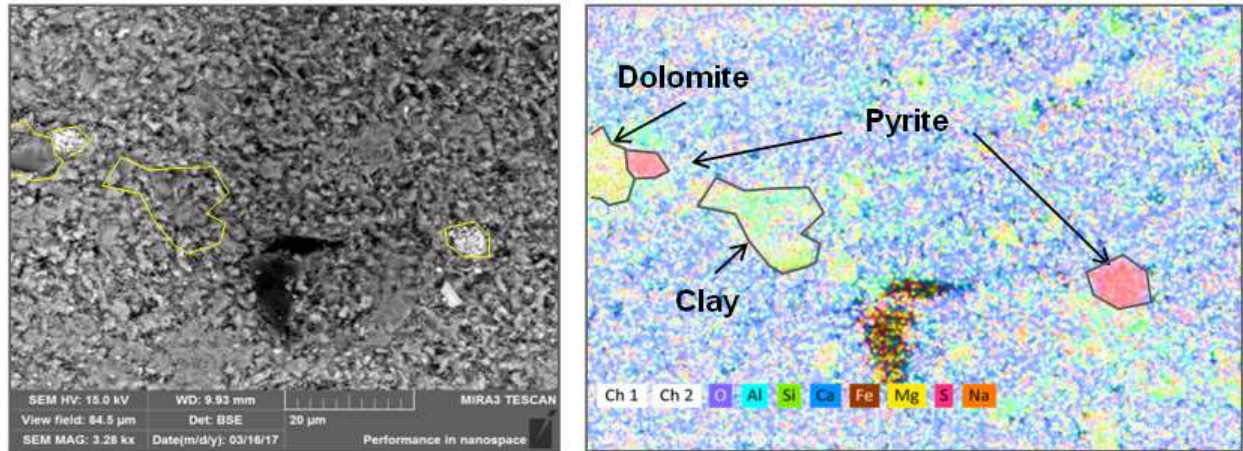 SEM HV: 15.0 kV WD: 9.93 mm MIRA3 TESCAN
View field: 84.5 µm Det: BSE 20 µm
SEM MAG: 3.28 kx Date(m/d/y): 03/16/17 Performance in nanospace
Dolomite
Pyrite
Clay
Ch 1 Ch 2 O Al Si Ca Fe Mg S Na